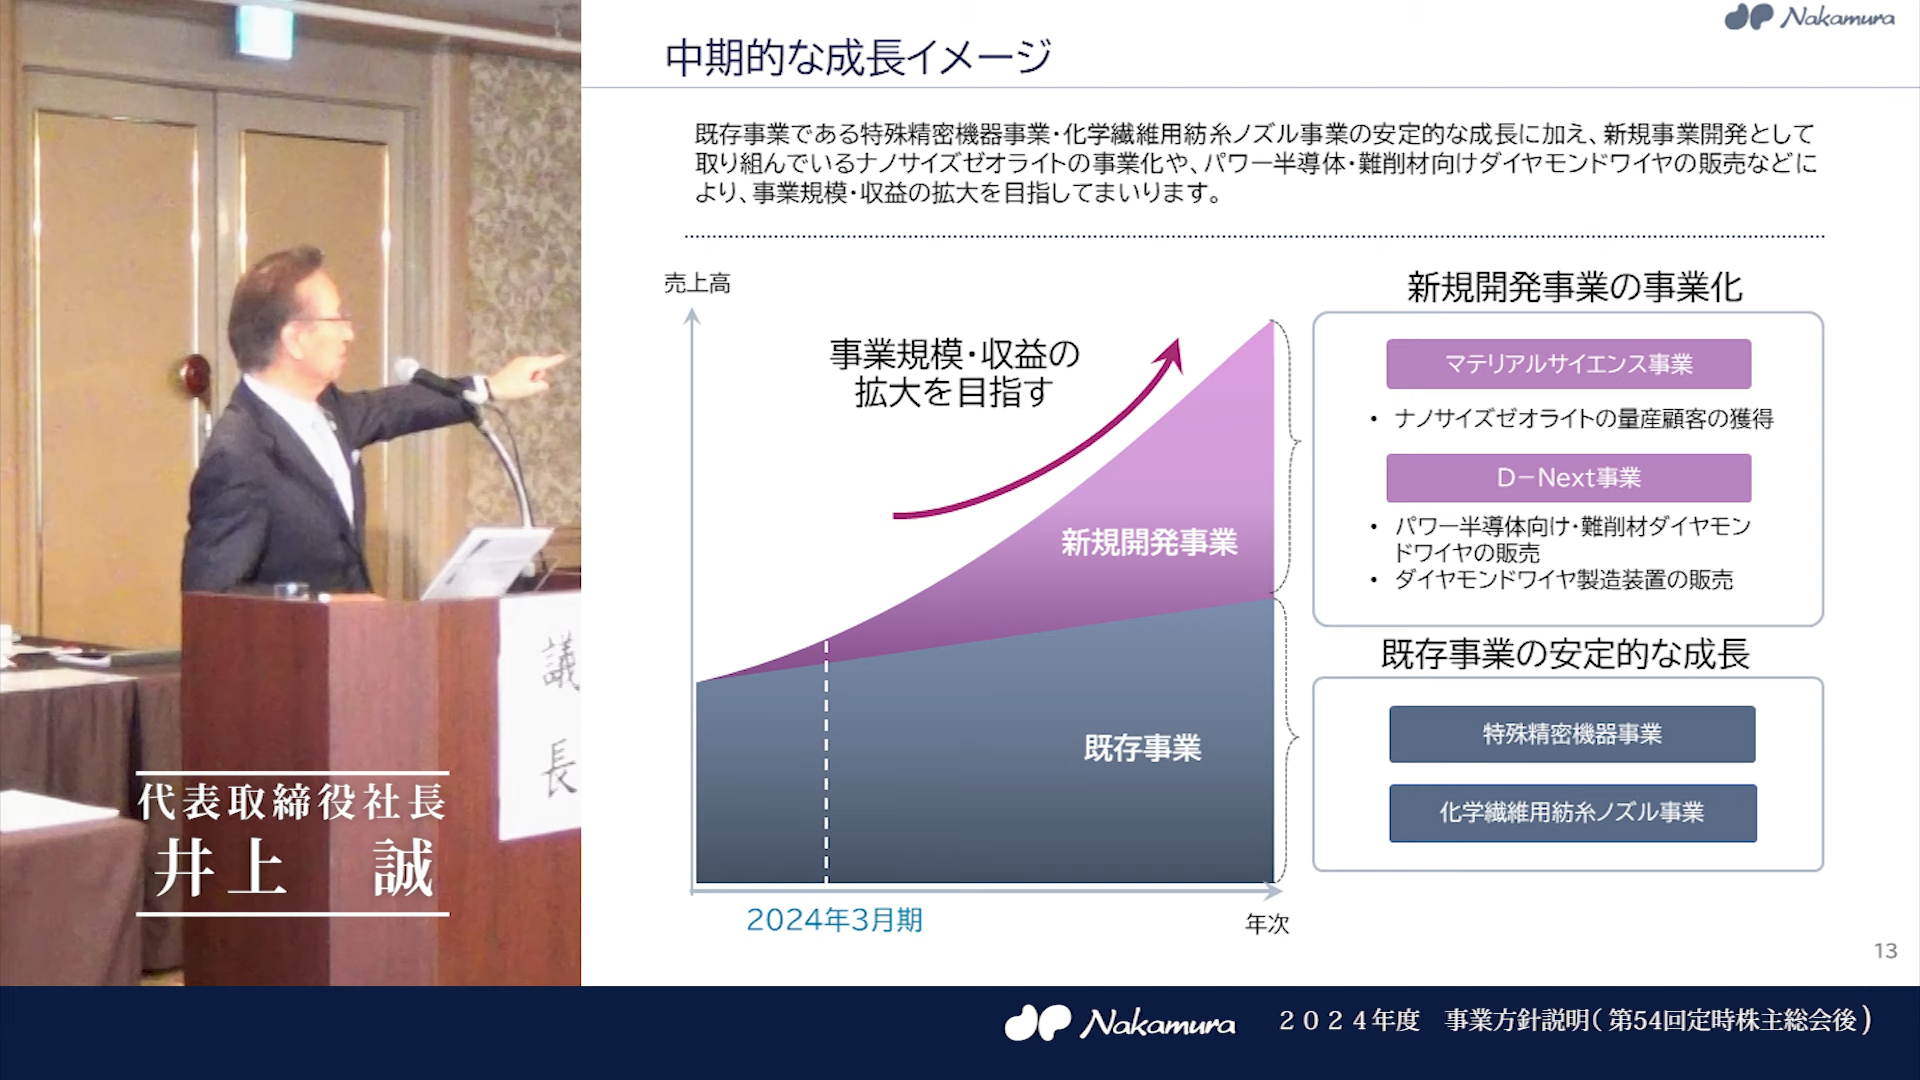 Nakamura
中期的な成長イメージ
既存事業である特殊精密機器事業・化学繊維用紡糸ノズル事業の安定的な成長に加え、新規事業開発として
取り組んでいるナノサイズゼオライトの事業化や、パワー半導体・難削材向けダイヤモンドワイヤの販売などに
より、事業規模・収益の拡大を目指してまいります。
売上高
事業規模・収益の
拡大を目指す
新規開発事業
既存事業
2024年3月期
年次
新規開発事業の事業化
マテリアルサイエンス事業
• ナノサイズゼオライトの量産顧客の獲得
D－Next事業
• パワー半導体向け・難削材ダイヤモン
ドワイヤの販売
• ダイヤモンドワイヤ製造装置の販売
既存事業の安定的な成長
特殊精密機器事業
化学繊維用紡糸ノズル事業
13
議長
代表取締役社長
井上　誠
Nakamura
２０２４年度　事業方針説明（第54回定時株主総会後）